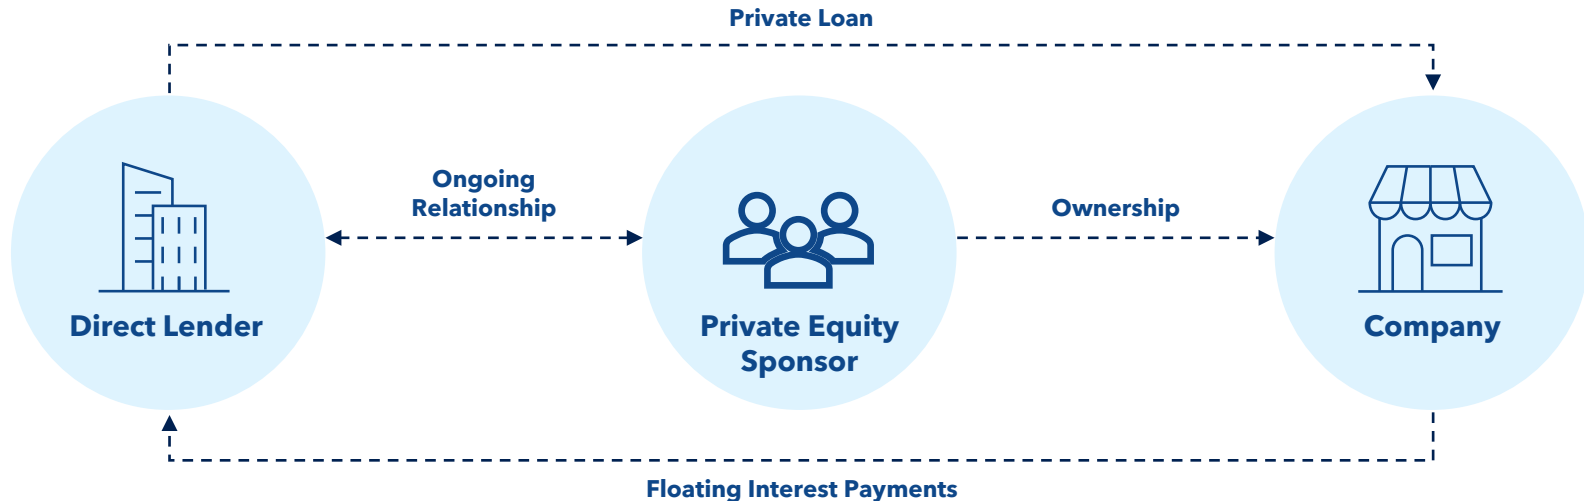 Private Loan
Ongoing
Relationship
Ownership
Direct Lender
Private Equity
Sponsor
Company
Floating Interest Payments